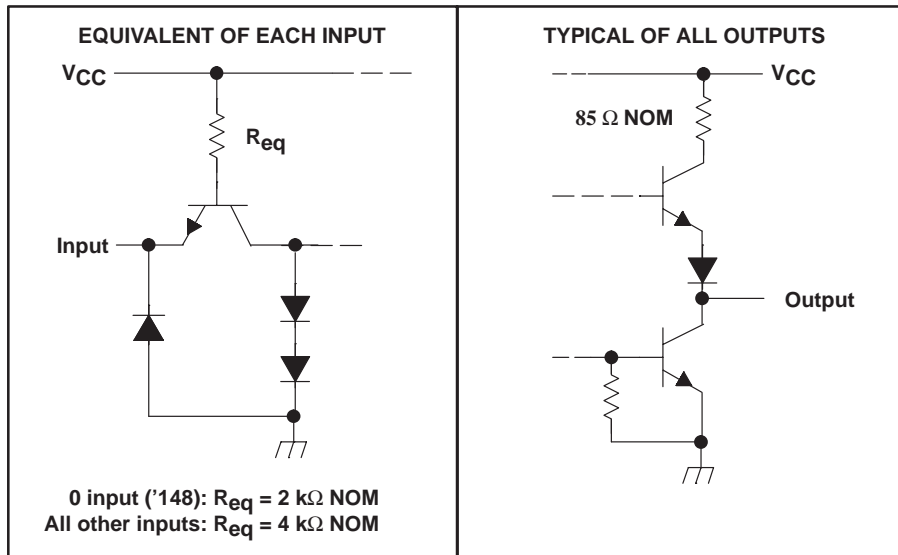 EQUIVALENT OF EACH INPUT
VCC
Req
Input
0 input ('148): Req = 2 kΩ NOM
All other inputs: Req = 4 kΩ NOM
TYPICAL OF ALL OUTPUTS
VCC
85 Ω NOM
Output